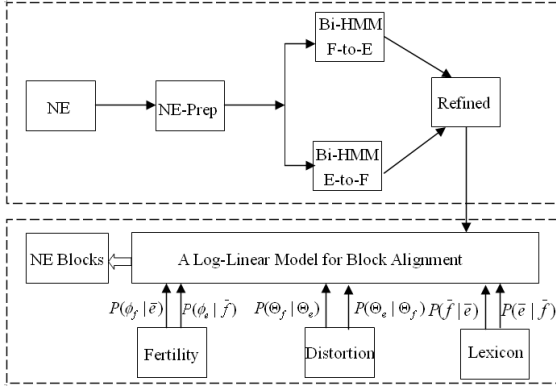 Bi-HMM
F-to-E
NE
NE-Prep
Refined
Bi-HMM
E-to-F
NE Blocks
A Log-Linear Model for Block Alignment
P(ϕ_f | ē) P(ϕ_e | f̄) P(Θ_f | Θ_e) P(Θ_e | Θ_f) P(f̄ | ē) P(ē | f̄)
Fertility
Distortion
Lexicon